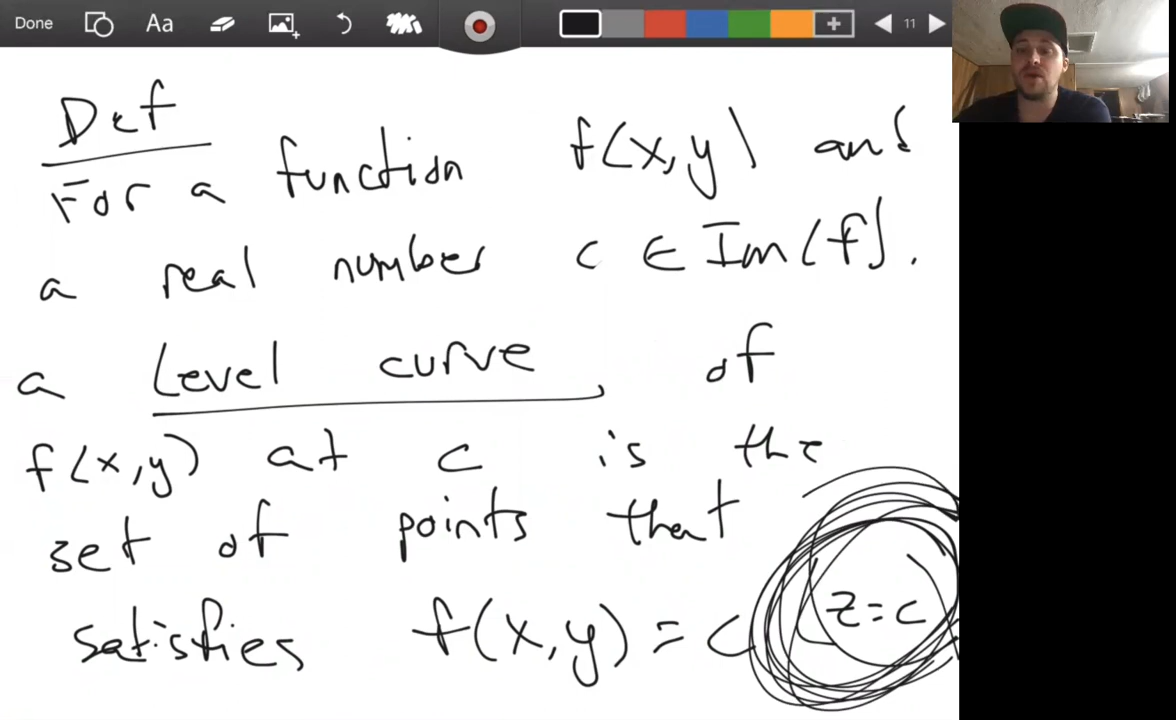 Done Aa 11
Def
For a function f(x,y) and
a real number c ∈ Im(f).
a Level curve, of
f(x,y) at c is the
set of points that
satisfies f(x,y) = c z = c